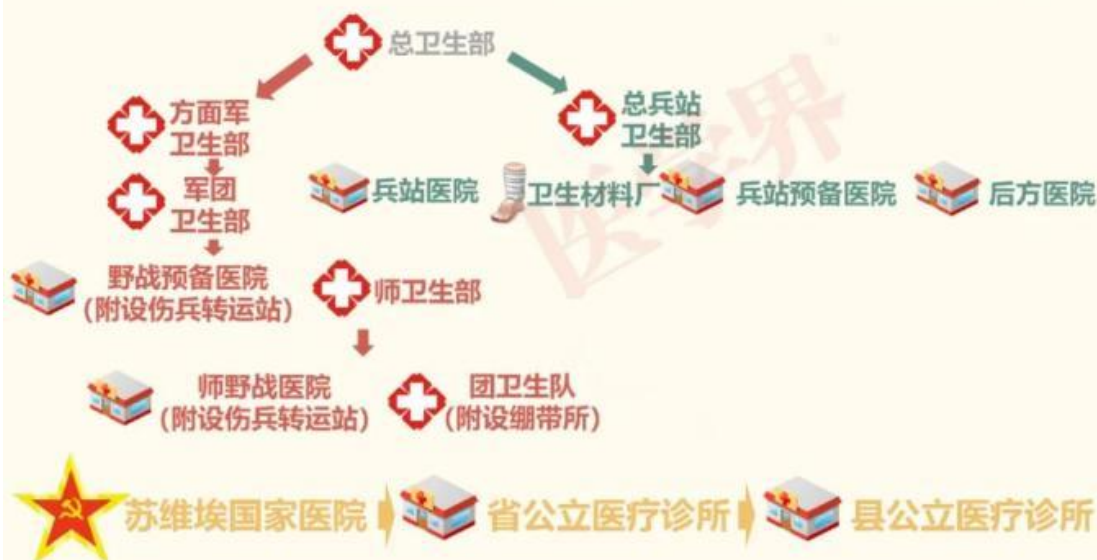 总卫生部
方面军
卫生部
总兵站
卫生部
军团
卫生部
兵站医院
卫生材料厂
兵站预备医院
后方医院
野战预备医院
(附设伤兵转运站)
师卫生部
师野战医院
(附设伤兵转运站)
团卫生队
(附设绷带所)
苏维埃国家医院
省公立医疗诊所
县公立医疗诊所
医学界